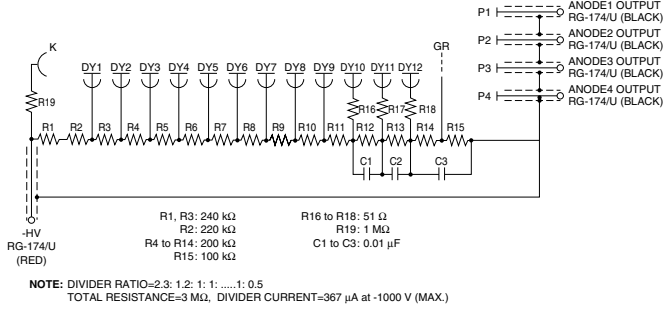 ANODE1 OUTPUT
P1
RG-174/U (BLACK)
ANODE2 OUTPUT
P2
RG-174/U (BLACK)
ANODE3 OUTPUT
P3
RG-174/U (BLACK)
ANODE4 OUTPUT
P4
RG-174/U (BLACK)
K
GR
DY1 DY2 DY3 DY4 DY5 DY6 DY7 DY8 DY9 DY10 DY11 DY12
R19
R16 R17 R18
R1 R2 R3 R4 R5 R6 R7 R8 R9 R10 R11 R12 R13 R14 R15
C1 C2 C3
-HV
RG-174/U
(RED)
R1, R3: 240 kΩ
R2: 220 kΩ
R4 to R14: 200 kΩ
R15: 100 kΩ
R16 to R18: 51 Ω
R19: 1 MΩ
C1 to C3: 0.01 µF
NOTE: DIVIDER RATIO=2.3: 1.2: 1: 1: .....1: 0.5
TOTAL RESISTANCE=3 MΩ, DIVIDER CURRENT=367 µA at -1000 V (MAX.)